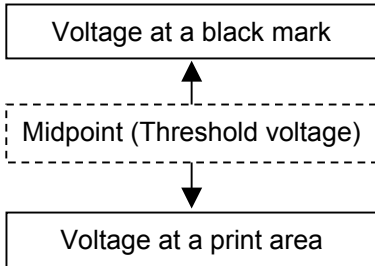 Voltage at a black mark
Midpoint (Threshold voltage)
Voltage at a print area